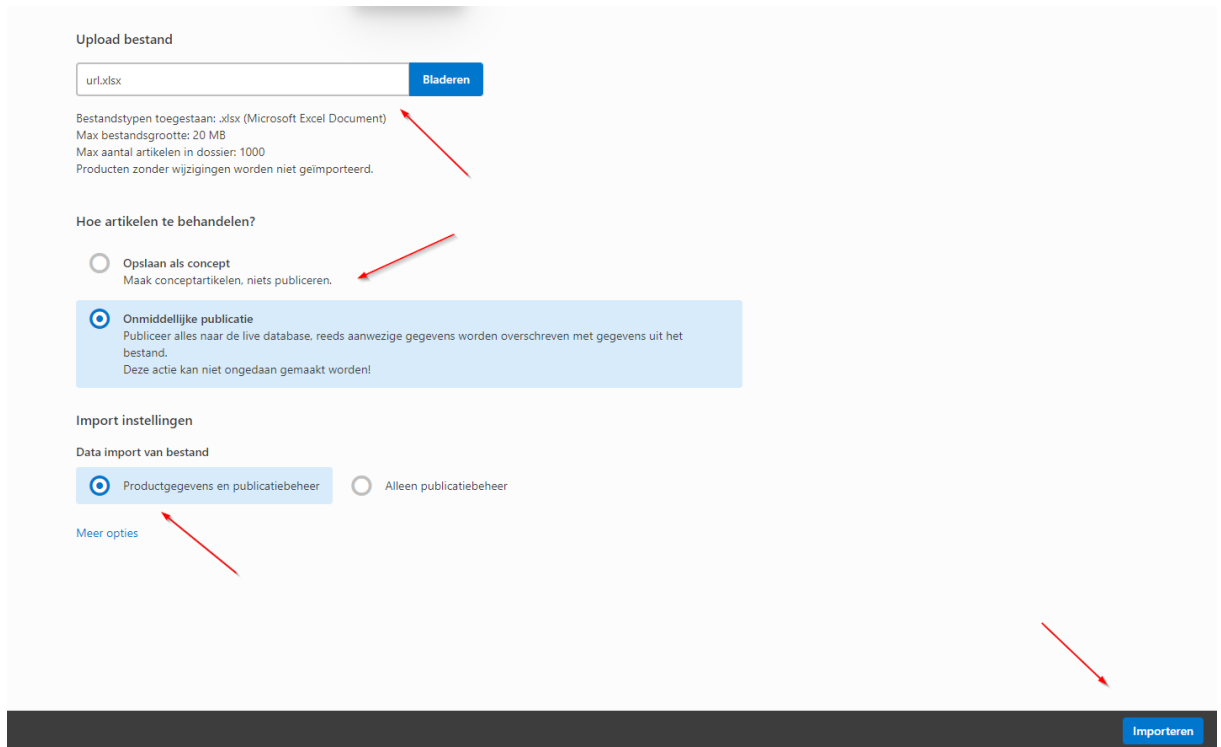 Upload bestand
url.xlsx
Bladeren
Bestandstypen toegestaan: .xlsx (Microsoft Excel Document)
Max bestandsgrootte: 20 MB
Max aantal artikelen in dossier: 1000
Producten zonder wijzigingen worden niet geïmporteerd.
Hoe artikelen te behandelen?
Opslaan als concept
Maak conceptartikelen, niets publiceren.
Onmiddellijke publicatie
Publiceer alles naar de live database, reeds aanwezige gegevens worden overschreven met gegevens uit het
bestand.
Deze actie kan niet ongedaan gemaakt worden!
Import instellingen
Data import van bestand
Productgegevens en publicatiebeheer
Alleen publicatiebeheer
Meer opties
Importeren